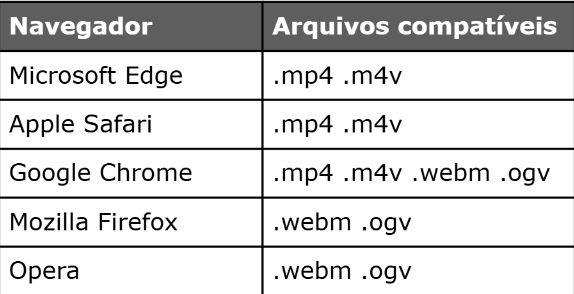 Navegador Arquivos compatíveis
Microsoft Edge .mp4 .m4v
Apple Safari .mp4 .m4v
Google Chrome .mp4 .m4v .webm .ogv
Mozilla Firefox .webm .ogv
Opera .webm .ogv